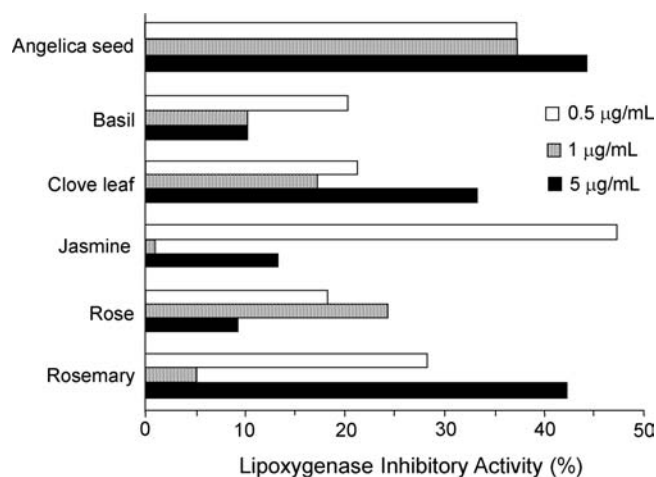 Angelica seed
Basil
Clove leaf
Jasmine
Rose
Rosemary
0.5 μg/mL
1 μg/mL
5 μg/mL
0 10 20 30 40 50
Lipoxygenase Inhibitory Activity (%)